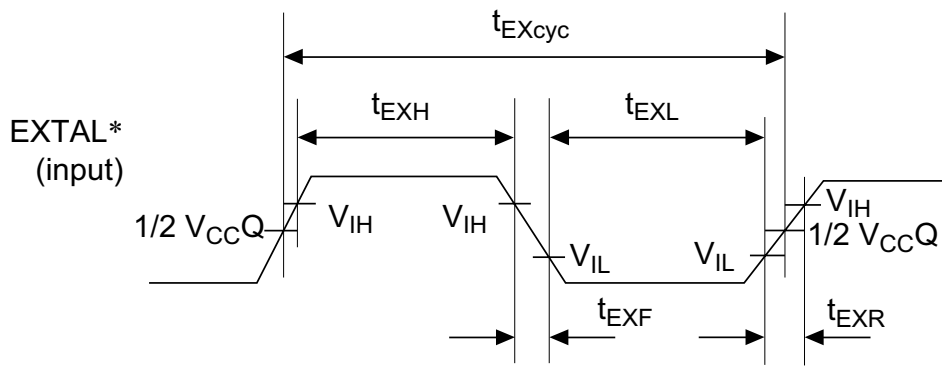 tEXcyc
tEXH
tEXL
EXTAL*
(input)
VIH
VIH
VIH
1/2 VCCQ
1/2 VCCQ
VIL
VIL
tEXF
tEXR